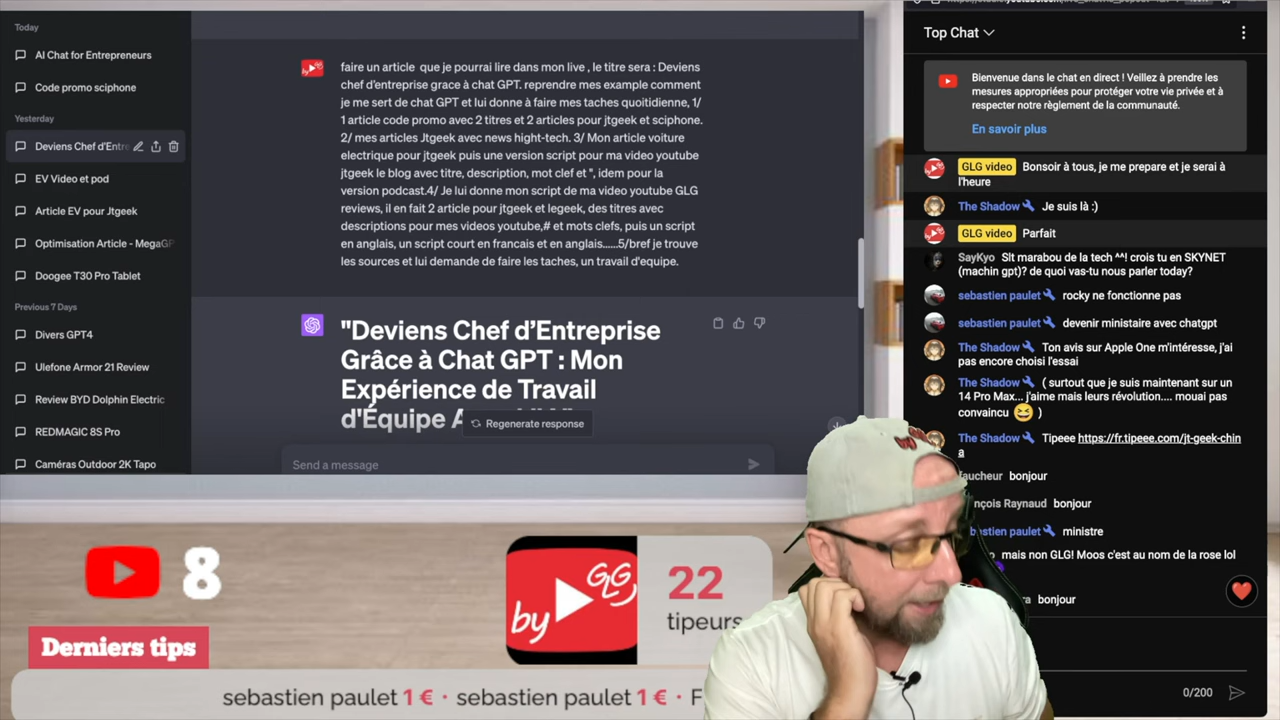 Today
AI Chat for Entrepreneurs
Code promo sciphone
Yesterday
Deviens Chef d'Entre
EV Video et pod
Article EV pour Jtgeek
Optimisation Article - MegaGP
Doogee T30 Pro Tablet
Previous 7 Days
Divers GPT4
Ulefone Armor 21 Review
Review BYD Dolphin Electric
REDMAGIC 8S Pro
Caméras Outdoor 2K Tapo
faire un article que je pourrai lire dans mon live , le titre sera : Deviens
chef d'entreprise grace à chat GPT. reprendre mes example comment
je me sert de chat GPT et lui donne à faire mes taches quoitidienne, 1/
1 article code promo avec 2 titres et 2 articles pour jtgeek et sciphone.
2/ mes articles Jtgeek avec news hight-tech. 3/ Mon article voiture
electrique pour jtgeek puis une version script pour ma video youtube
jtgeek le blog avec titre, description, mot clef et ", idem pour la
version podcast.4/ Je lui donne mon script de ma video youtube GLG
reviews, il en fait 2 article pour jtgeek et legeek, des titres avec
descriptions pour mes videos youtube,# et mots clefs, puis un script
en anglais, un script court en francais et en anglais......5/bref je trouve
les sources et lui demande de faire les taches, un travail d'equipe.
"Deviens Chef d'Entreprise
Grâce à Chat GPT : Mon
Expérience de Travail
d'Équipe
Regenerate response
Send a message
Top Chat
Bienvenue dans le chat en direct ! Veillez à prendre les
mesures appropriées pour protéger votre vie privée et à
respecter notre règlement de la communauté.
En savoir plus
GLG video Bonsoir à tous, je me prepare et je serai à
l'heure
The Shadow Je suis là :)
GLG video Parfait
SayKyo Slt marabou de la tech ^^! crois tu en SKYNET
(machin gpt)? de quoi vas-tu nous parler today?
sebastien paulet rocky ne fonctionne pas
sebastien paulet devenir ministaire avec chatgpt
The Shadow Ton avis sur Apple One m'intéresse, j'ai
pas encore choisi l'essai
The Shadow ( surtout que je suis maintenant sur un
14 Pro Max... j'aime mais leurs révolution.... mouai pas
convaincu 😆 )
The Shadow Tipeee https://fr.tipeee.com/jt-geek-chin
a
faucheur bonjour
nçois Raynaud bonjour
bastien paulet ministre
mais non GLG! Moos c'est au nom de la rose lol
bonjour
0/200
8
by GLG
22
tipeurs
Derniers tips
sebastien paulet 1 € · sebastien paulet 1 € · F